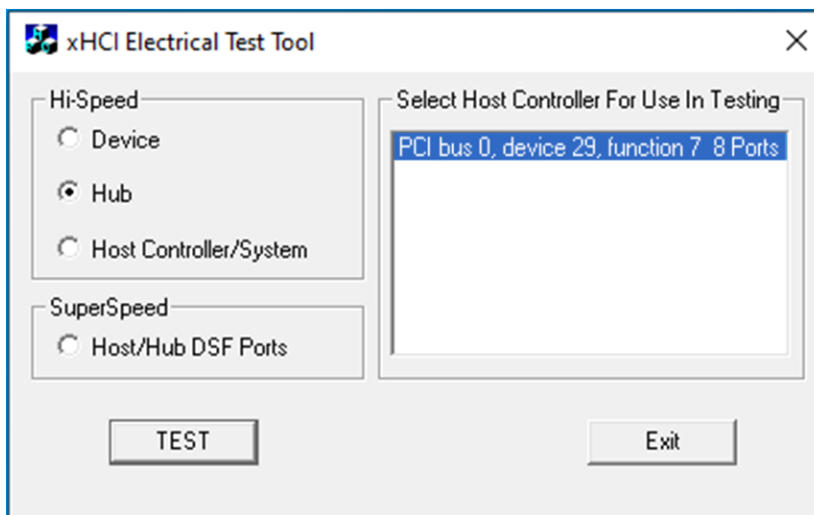 xHCI Electrical Test Tool
Hi-Speed
Device
Hub
Host Controller/System
SuperSpeed
Host/Hub DSF Ports
Select Host Controller For Use In Testing
PCI bus 0, device 29, function 7 8 Ports
TEST
Exit